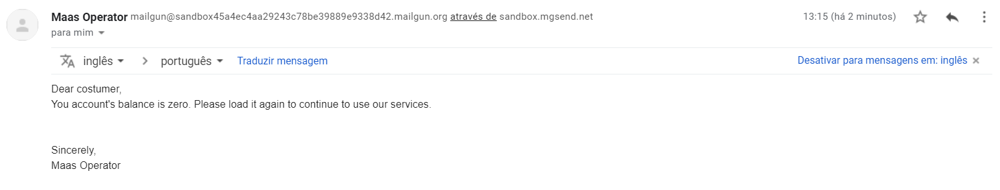 Maas Operator mailgun@sandbox45a4ec4aa29243c78be39889e9338d42.mailgun.org através de sandbox.mgsend.net 13:15 (há 2 minutos)
para mim
inglês > português Traduzir mensagem Desativar para mensagens em: inglês ×
Dear costumer,
You account's balance is zero. Please load it again to continue to use our services.
Sincerely,
Maas Operator